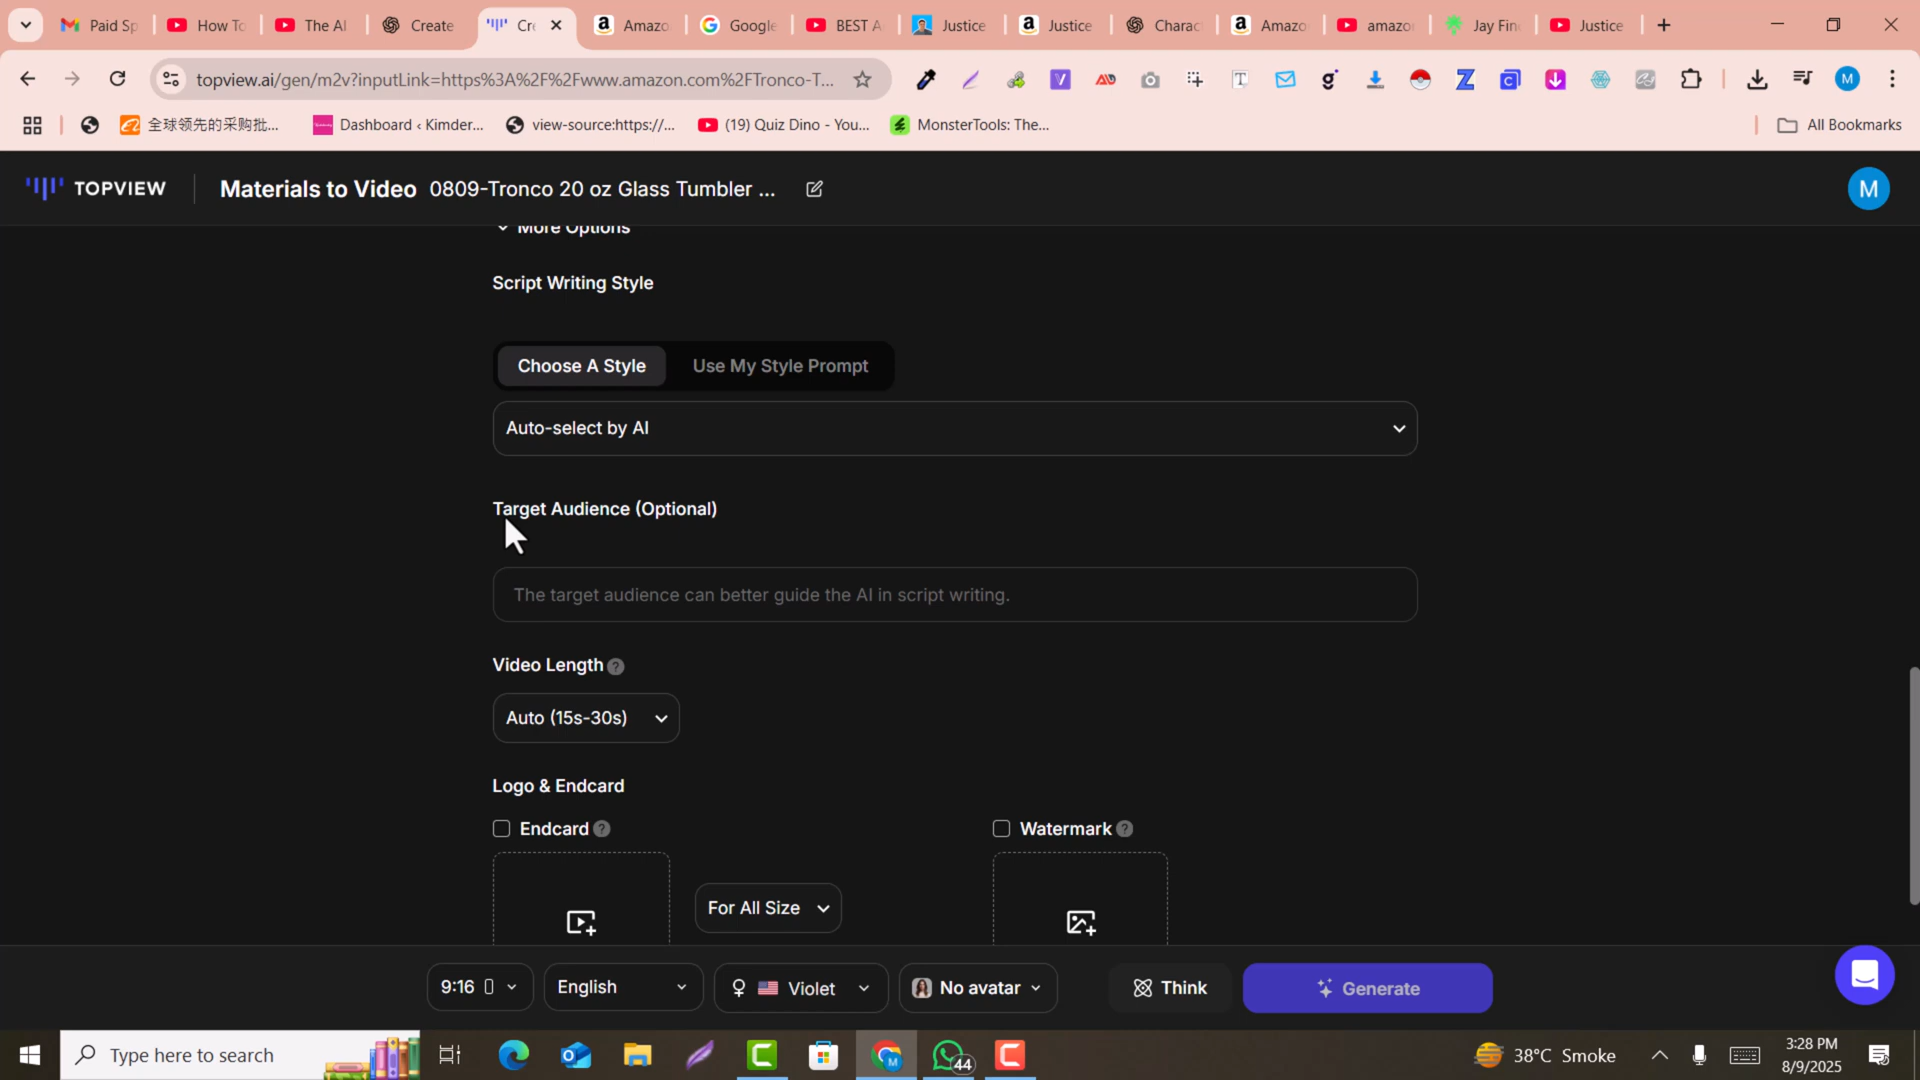 Paid Sp
How To
The AI
Create
Cre
Amazo
Google
BEST A
Justice
Justice
Charac
Amazo
amazo
Jay Fin
Justice
topview.ai/gen/m2v?inputLink=https%3A%2F%2Fwww.amazon.com%2FTronco-T...
全球领先的采购批...
Dashboard ‹ Kimder...
view-source:https://...
(19) Quiz Dino - You...
MonsterTools: The...
All Bookmarks
TOPVIEW
Materials to Video 0809-Tronco 20 oz Glass Tumbler ...
M
More Options
Script Writing Style
Choose A Style
Use My Style Prompt
Auto-select by AI
Target Audience (Optional)
The target audience can better guide the AI in script writing.
Video Length
Auto (15s-30s)
Logo & Endcard
Endcard
Watermark
For All Size
9:16
English
Violet
No avatar
Think
Generate
Type here to search
44
38°C Smoke
3:28 PM
8/9/2025